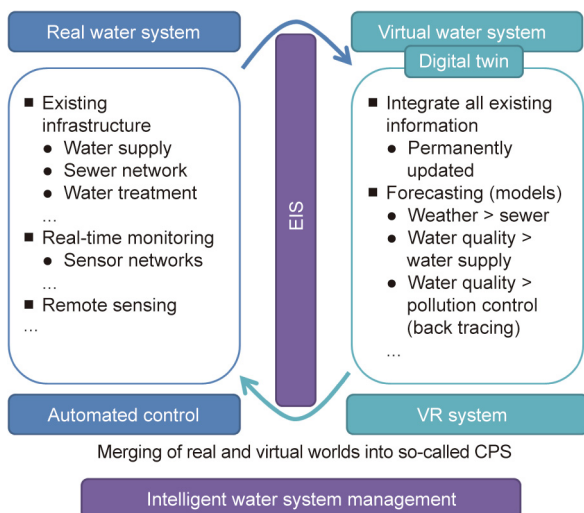 Real water system
■ Existing
infrastructure
● Water supply
● Sewer network
● Water treatment
...
■ Real-time monitoring
● Sensor networks
...
■ Remote sensing
...
Automated control
EIS
Virtual water system
Digital twin
■ Integrate all existing
information
● Permanently
updated
■ Forecasting (models)
● Weather > sewer
● Water quality >
water supply
● Water quality >
pollution control
(back tracing)
...
VR system
Merging of real and virtual worlds into so-called CPS
Intelligent water system management